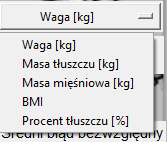 Waga [kg]
Waga [kg]
Masa tłuszczu [kg]
Masa mięśniowa [kg]
BMI
Procent tłuszczu [%]
Średni błąd bezwzględny